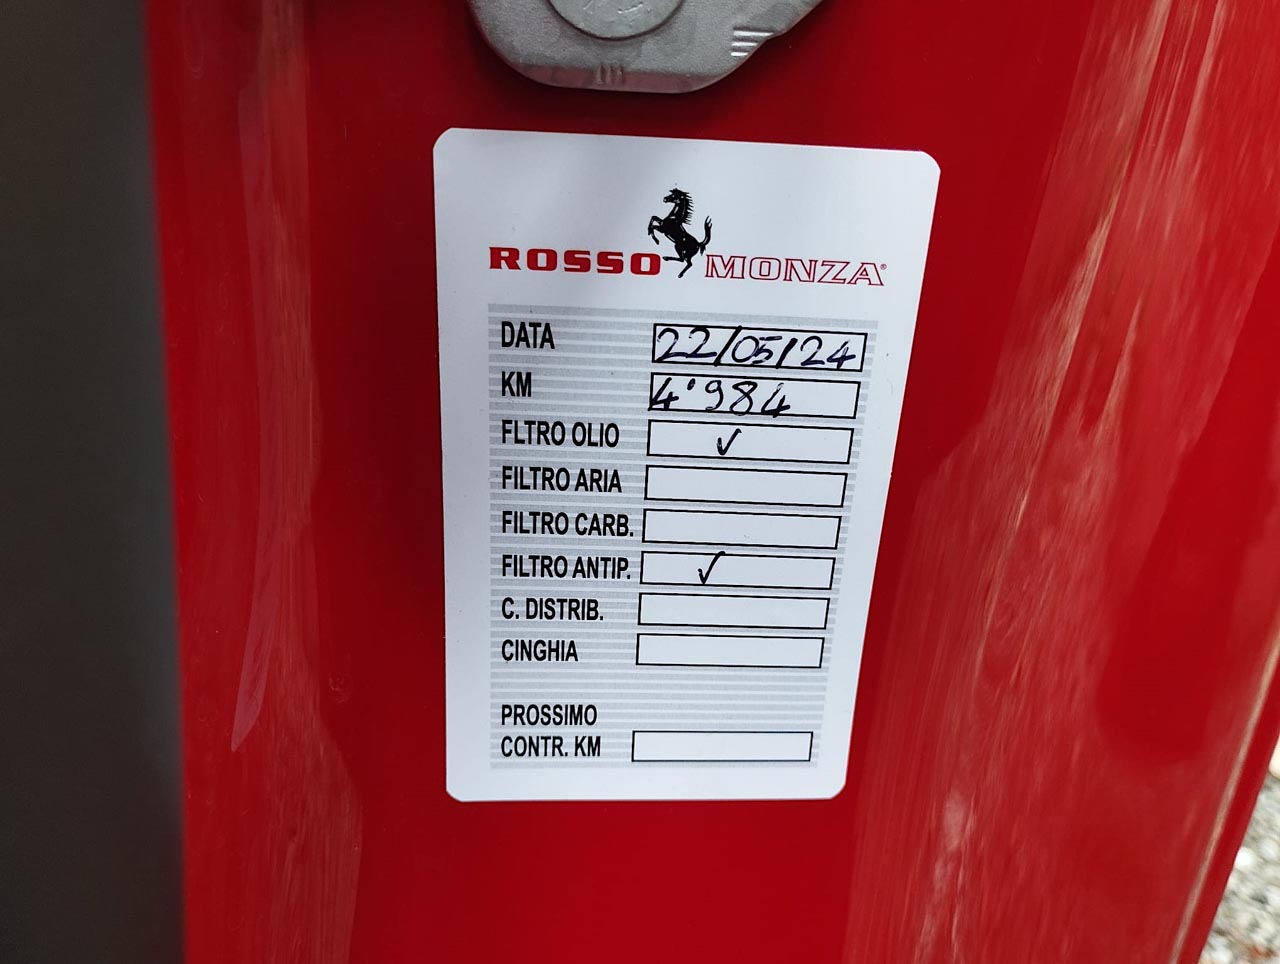 ROSSO MONZA®
DATA 22/05/24
KM 4'984
FLTRO OLIO ✓
FILTRO ARIA
FILTRO CARB.
FILTRO ANTIP. ✓
C. DISTRIB.
CINGHIA
PROSSIMO
CONTR. KM